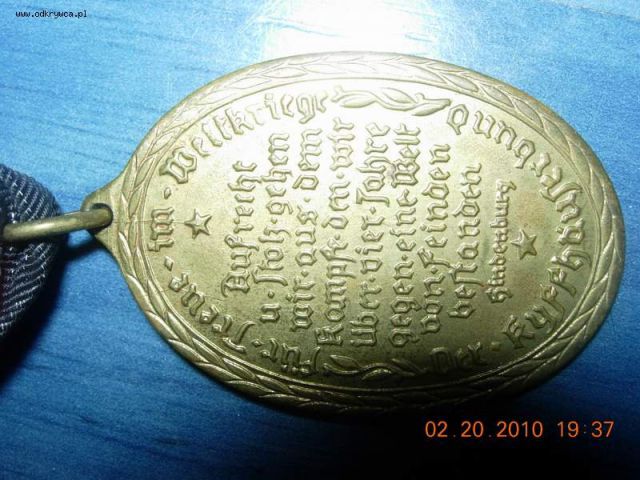 www.odkrywca.pl
Für·Treue·im·Weltkriege
Aufrecht
u·stolz·gehen
wir·aus·dem
Kampfe·den·wir
über·vier·Jahre
gegen·eine·Welt
von·Feinden
bestanden
Hindenburg
Der·Kyffhäuserbund
02.20.2010 19:37